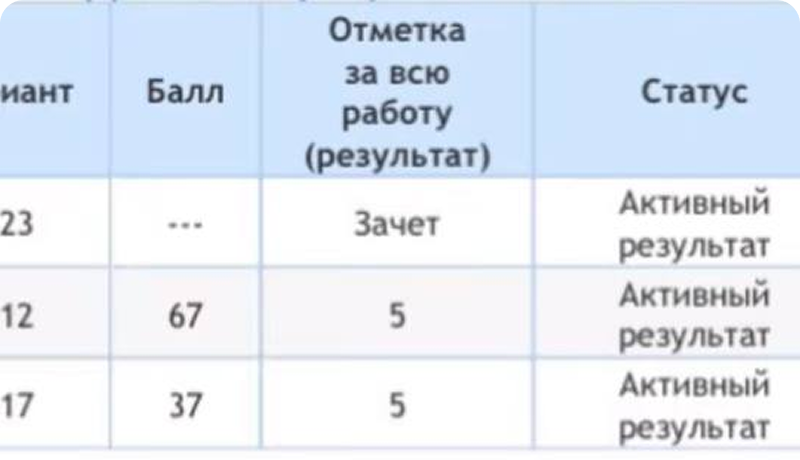 иант
Балл
Отметка
за всю
работу
(результат)
Статус
23
---
Зачет
Активный
результат
12
67
5
Активный
результат
17
37
5
Активный
результат